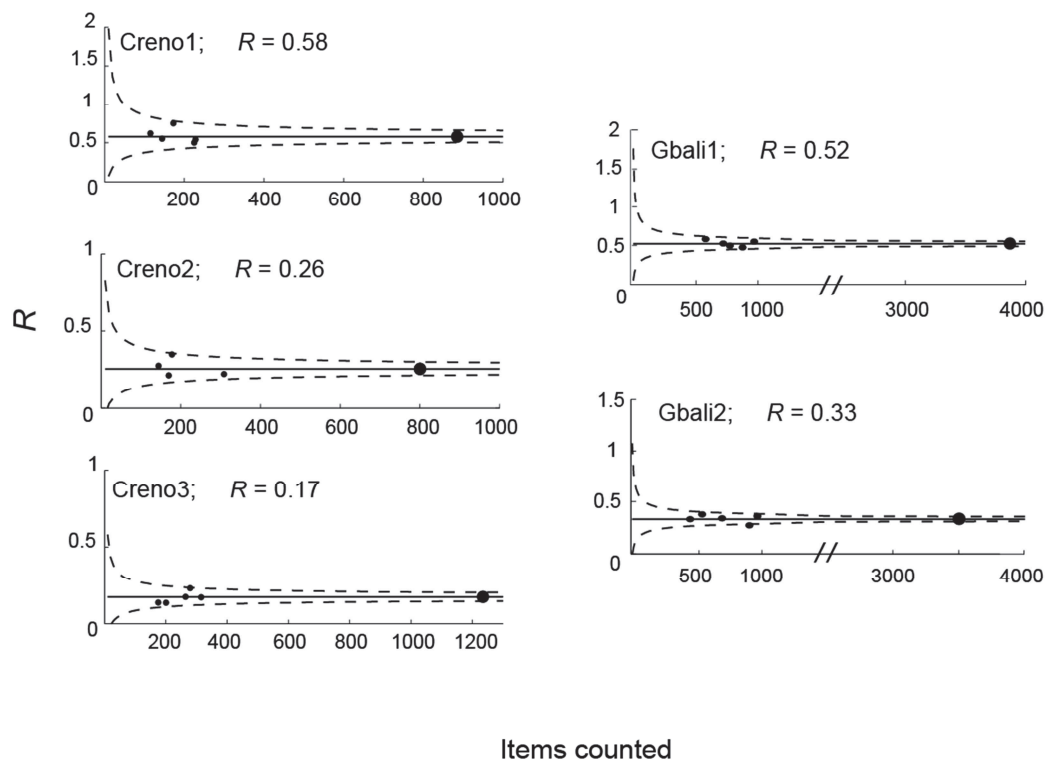 2
Creno1; R = 0.58
1.5
1
0.5
0
200 400 600 800 1000
1
Creno2; R = 0.26
0.5
0
200 400 600 800 1000
1
Creno3; R = 0.17
0.5
0
200 400 600 800 1000 1200
R
2
Gbali1; R = 0.52
1.5
1
0.5
0
500 1000 3000 4000
1.5
Gbali2; R = 0.33
1
0.5
0
500 1000 3000 4000
Items counted